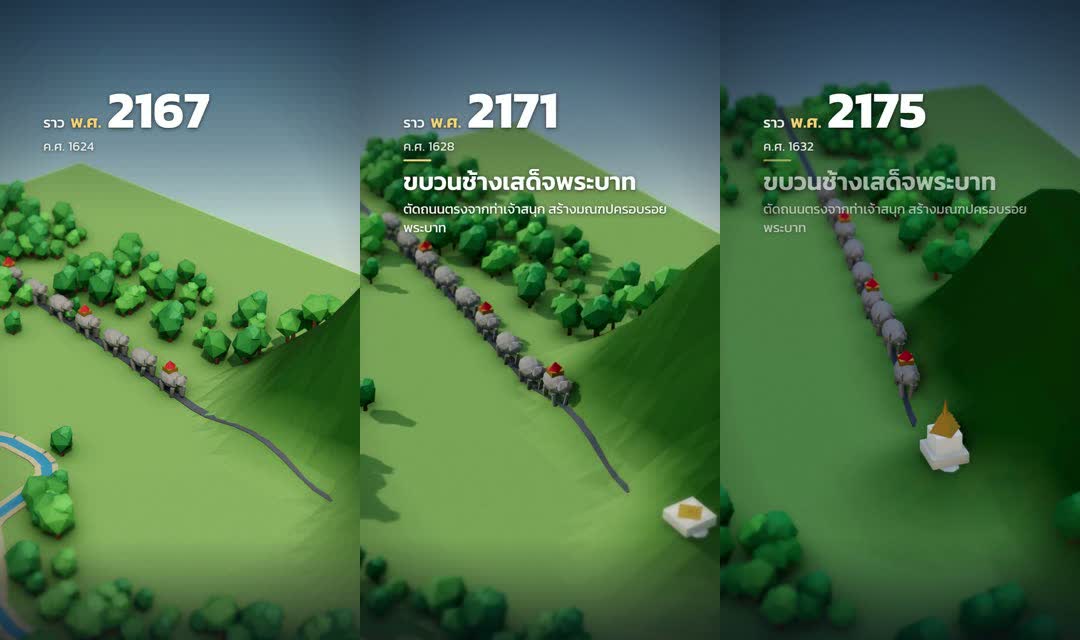 ราว พ.ศ. 2167
ค.ศ. 1624
ราว พ.ศ. 2171
ค.ศ. 1628
ขบวนช้างเสด็จพระบาท
ตัดถนนตรงจากท่าเจ้าสนุก สร้างมณฑปครอบรอย
พระบาท
ราว พ.ศ. 2175
ค.ศ. 1632
ขบวนช้างเสด็จพระบาท
ตัดถนนตรงจากท่าเจ้าสนุก สร้างมณฑปครอบรอย
พระบาท